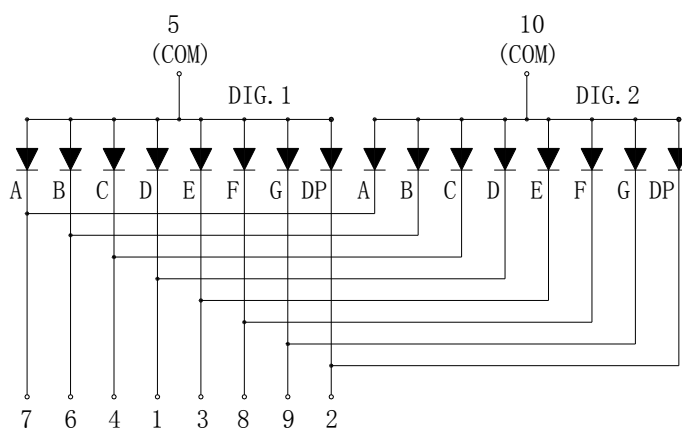 5 10
(COM) (COM)
DIG.1 DIG.2
A B C D E F G DP A B C D E F G DP
7 6 4 1 3 8 9 2